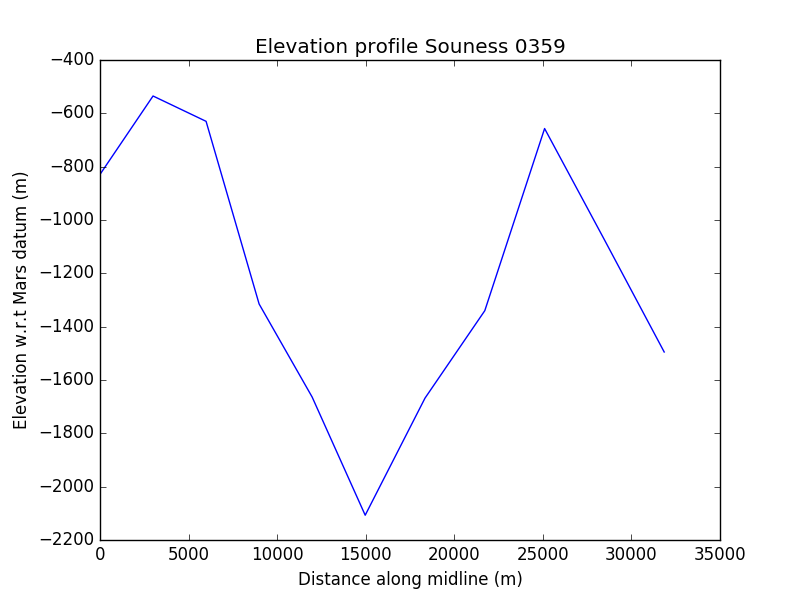 Elevation profile Souness 0359
−400
−600
−800
−1000
−1200
−1400
−1600
−1800
−2000
−2200
Elevation w.r.t Mars datum (m)
0 5000 10000 15000 20000 25000 30000 35000
Distance along midline (m)